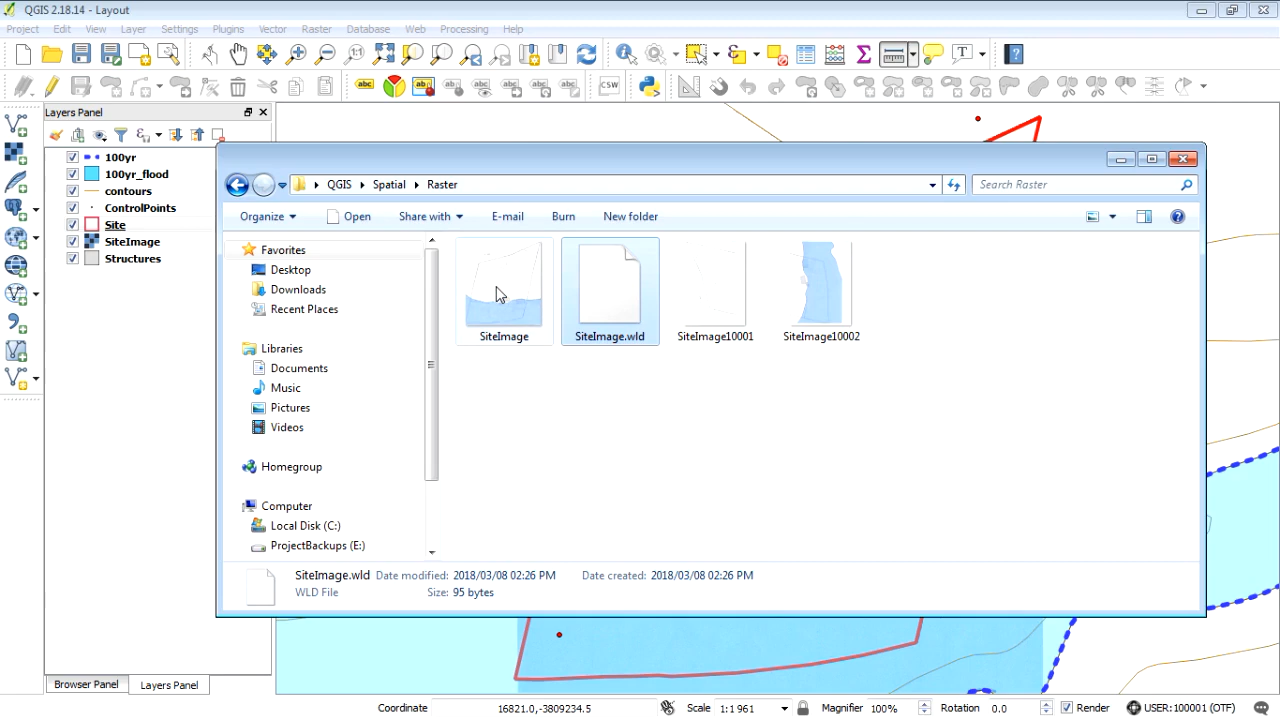 QGIS 2.18.14 - Layout
Project Edit View Layer Settings Plugins Vector Raster Database Web Processing Help
CSW
Layers Panel
100yr
100yr_flood
contours
ControlPoints
Site
SiteImage
Structures
QGIS Spatial Raster
Search Raster
Organize Open Share with E-mail Burn New folder
Favorites
Desktop
Downloads
Recent Places
Libraries
Documents
Music
Pictures
Videos
Homegroup
Computer
Local Disk (C:)
ProjectBackups (E:)
SiteImage SiteImage.wld SiteImage10001 SiteImage10002
SiteImage.wld Date modified: 2018/03/08 02:26 PM Date created: 2018/03/08 02:26 PM
WLD File Size: 95 bytes
Browser Panel Layers Panel
Coordinate 16821.0,-3809234.5 Scale 1:1 961 Magnifier 100% Rotation 0.0 Render USER:100001 (OTF)